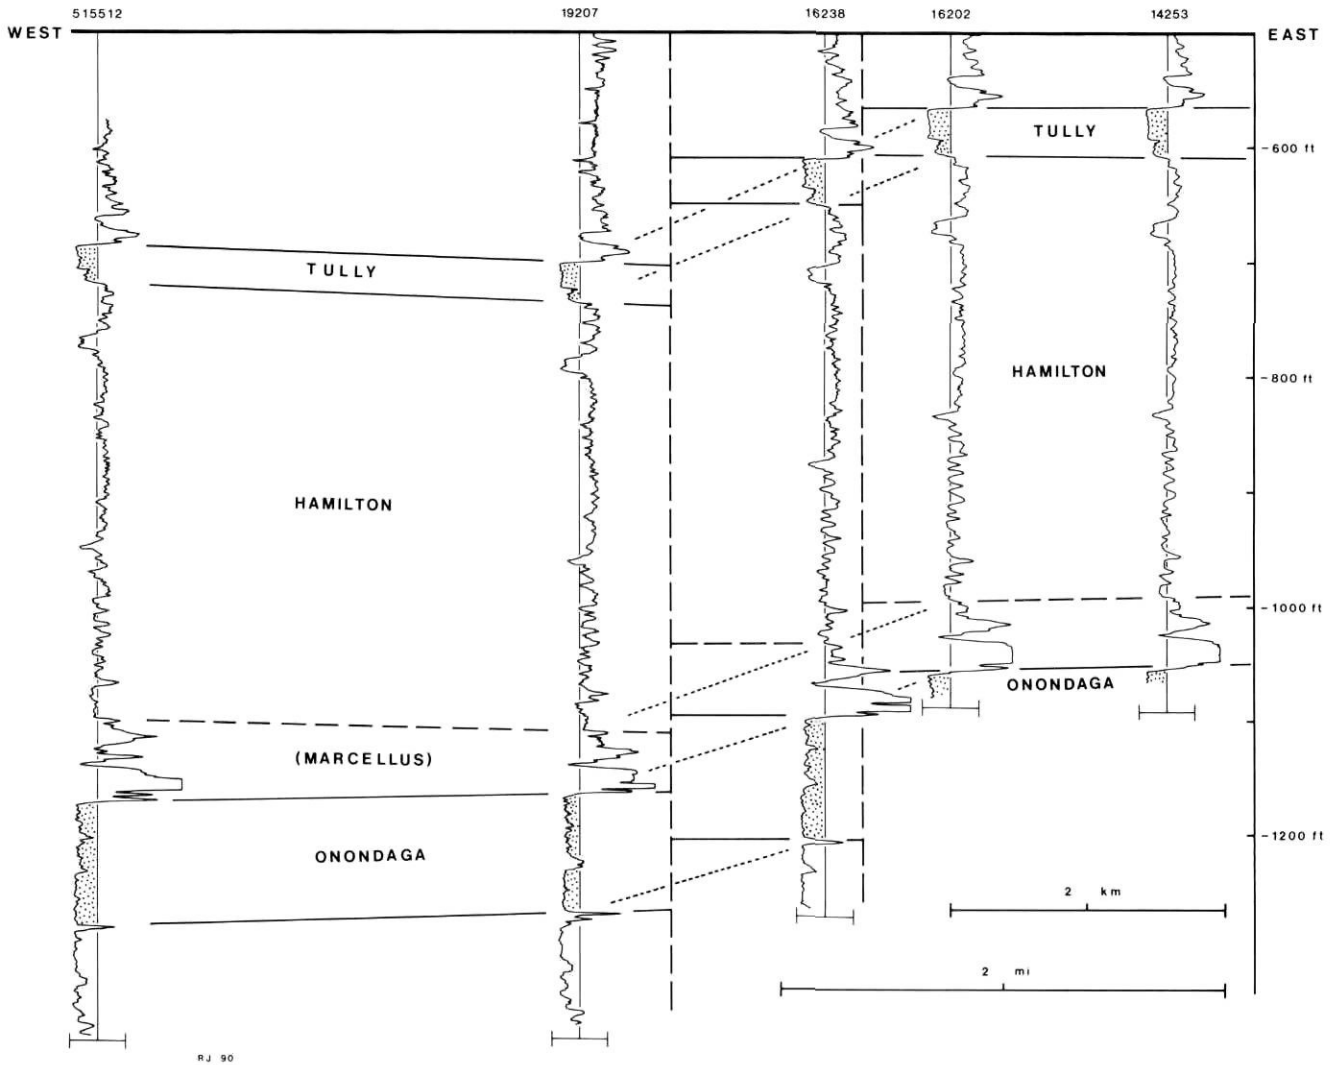 515512 19207 16238 16202 14253
WEST EAST
TULLY
-600 ft
TULLY
HAMILTON
-800 ft
HAMILTON
-1000 ft
ONONDAGA
(MARCELLUS)
-1200 ft
ONONDAGA
2 km
2 mi
RJ 90